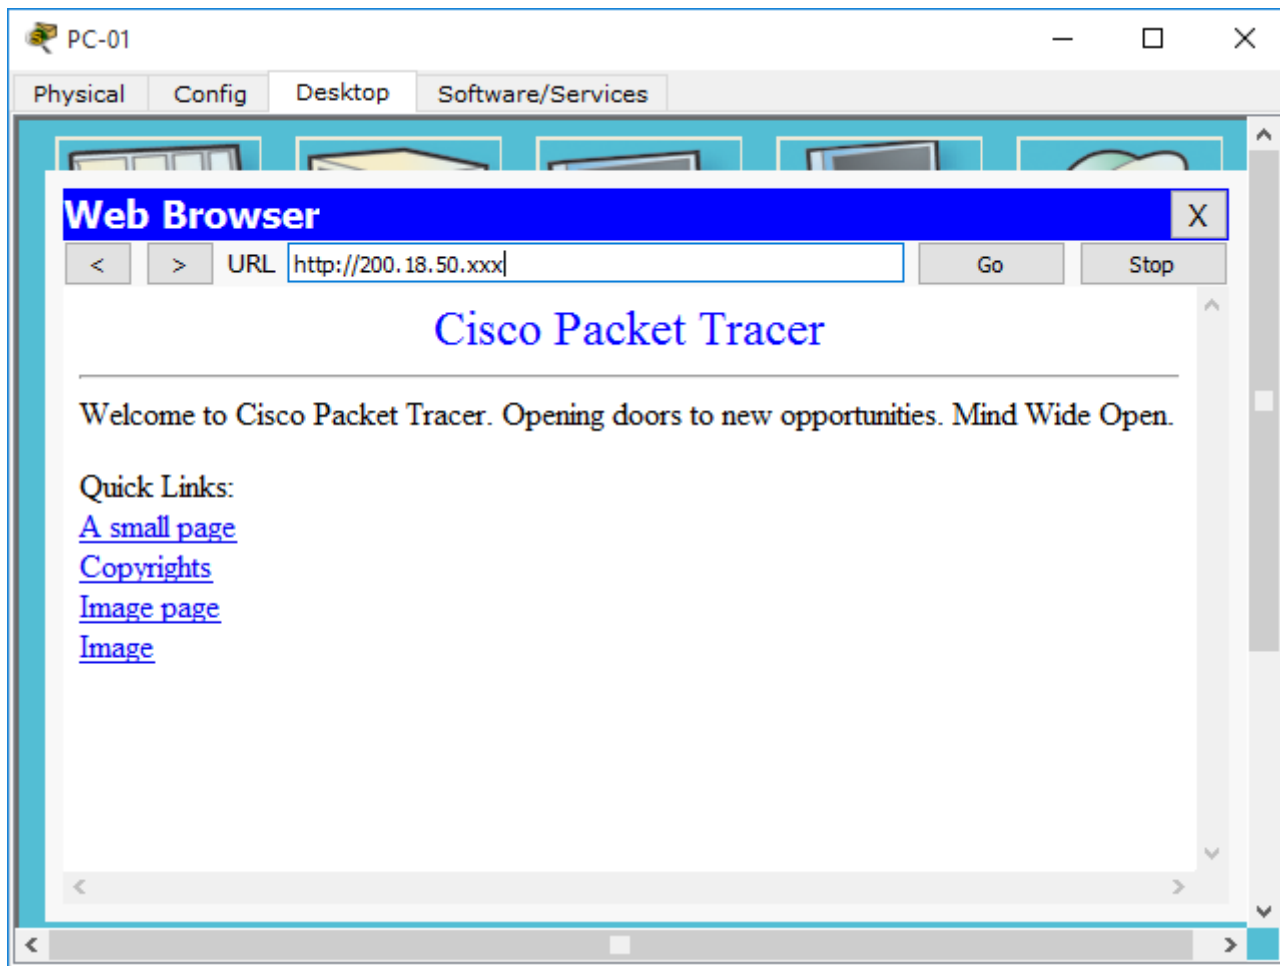 PC-01
Physical Config Desktop Software/Services
Web Browser X
< > URL http://200.18.50.xxx Go Stop
Cisco Packet Tracer
Welcome to Cisco Packet Tracer. Opening doors to new opportunities. Mind Wide Open.
Quick Links:
A small page
Copyrights
Image page
Image